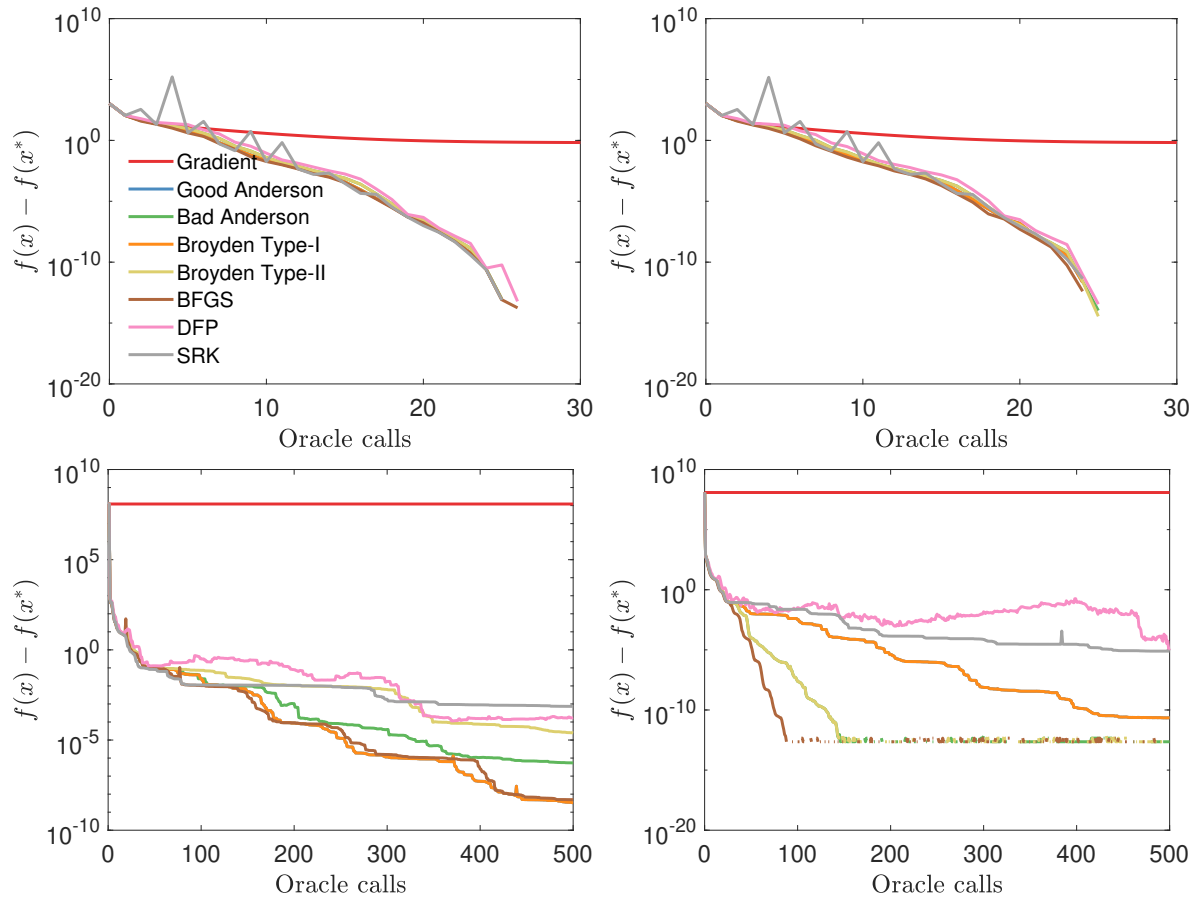 10^10
10^0
10^-10
10^-20
f(x) − f(x*)
Gradient
Good Anderson
Bad Anderson
Broyden Type-I
Broyden Type-II
BFGS
DFP
SRK
0 10 20 30
Oracle calls
10^10
10^0
10^-10
10^-20
f(x) − f(x*)
0 10 20 30
Oracle calls
10^10
10^5
10^0
10^-5
10^-10
f(x) − f(x*)
0 100 200 300 400 500
Oracle calls
10^10
10^0
10^-10
10^-20
f(x) − f(x*)
0 100 200 300 400 500
Oracle calls